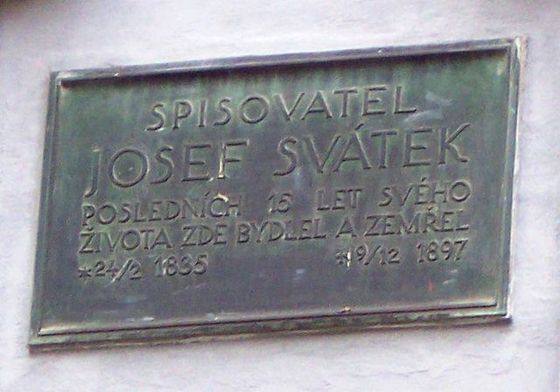 SPISOVATEL
JOSEF SVÁTEK
POSLEDNÍCH 15 LET SVÉHO
ŽIVOTA ZDE BYDLEL A ZEMŘEL
*24/2 1835 *9/12 1897